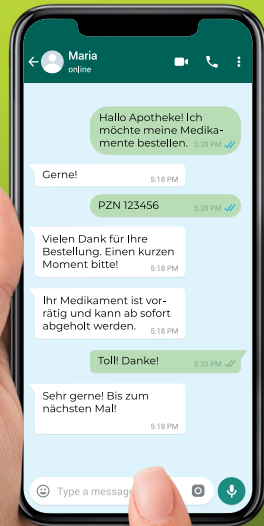 Maria
online
Hallo Apotheke! Ich
möchte meine Medika-
mente bestellen. 5:20 PM
Gerne!
5:18 PM
PZN 123456 5:20 PM
Vielen Dank für Ihre
Bestellung. Einen kurzen
Moment bitte! 5:18 PM
Ihr Medikament ist vor-
rätig und kann ab sofort
abgeholt werden. 5:18 PM
Toll! Danke! 5:20 PM
Sehr gerne! Bis zum
nächsten Mal!
5:18 PM
Type a message